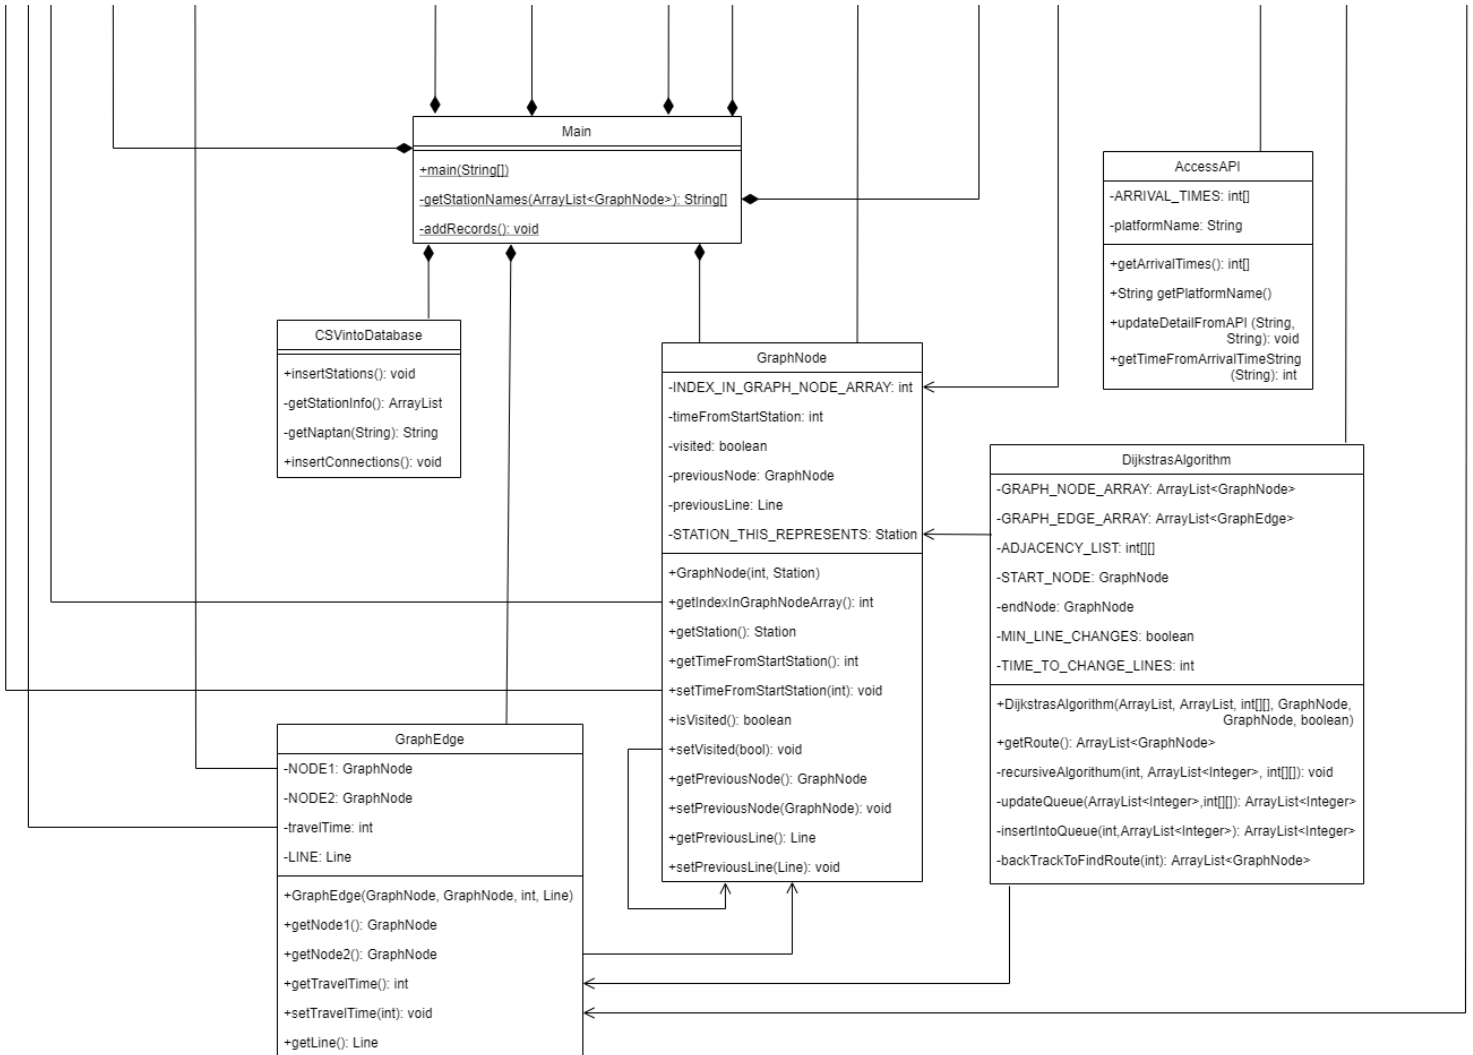 Main
+main(String[])
-getStationNames(ArrayList<GraphNode>): String[]
-addRecords(): void
AccessAPI
-ARRIVAL_TIMES: int[]
-platformName: String
+getArrivalTimes(): int[]
+String getPlatformName()
+updateDetailFromAPI (String,
String): void
+getTimeFromArrivalTimeString
(String): int
CSVintoDatabase
+insertStations(): void
-getStationInfo(): ArrayList
-getNaptan(String): String
+insertConnections(): void
GraphNode
-INDEX_IN_GRAPH_NODE_ARRAY: int
-timeFromStartStation: int
-visited: boolean
-previousNode: GraphNode
-previousLine: Line
-STATION_THIS_REPRESENTS: Station
+GraphNode(int, Station)
+getIndexInGraphNodeArray(): int
+getStation(): Station
+getTimeFromStartStation(): int
+setTimeFromStartStation(int): void
+isVisited(): boolean
+setVisited(bool): void
+getPreviousNode(): GraphNode
+setPreviousNode(GraphNode): void
+getPreviousLine(): Line
+setPreviousLine(Line): void
DijkstrasAlgorithm
-GRAPH_NODE_ARRAY: ArrayList<GraphNode>
-GRAPH_EDGE_ARRAY: ArrayList<GraphEdge>
-ADJACENCY_LIST: int[][]
-START_NODE: GraphNode
-endNode: GraphNode
-MIN_LINE_CHANGES: boolean
-TIME_TO_CHANGE_LINES: int
+DijkstrasAlgorithm(ArrayList, ArrayList, int[][], GraphNode,
GraphNode, boolean)
+getRoute(): ArrayList<GraphNode>
-recursiveAlgorithum(int, ArrayList<Integer>, int[][]): void
-updateQueue(ArrayList<Integer>,int[][]): ArrayList<Integer>
-insertIntoQueue(int,ArrayList<Integer>): ArrayList<Integer>
-backTrackToFindRoute(int): ArrayList<GraphNode>
GraphEdge
-NODE1: GraphNode
-NODE2: GraphNode
-travelTime: int
-LINE: Line
+GraphEdge(GraphNode, GraphNode, int, Line)
+getNode1(): GraphNode
+getNode2(): GraphNode
+getTravelTime(): int
+setTravelTime(int): void
+getLine(): Line